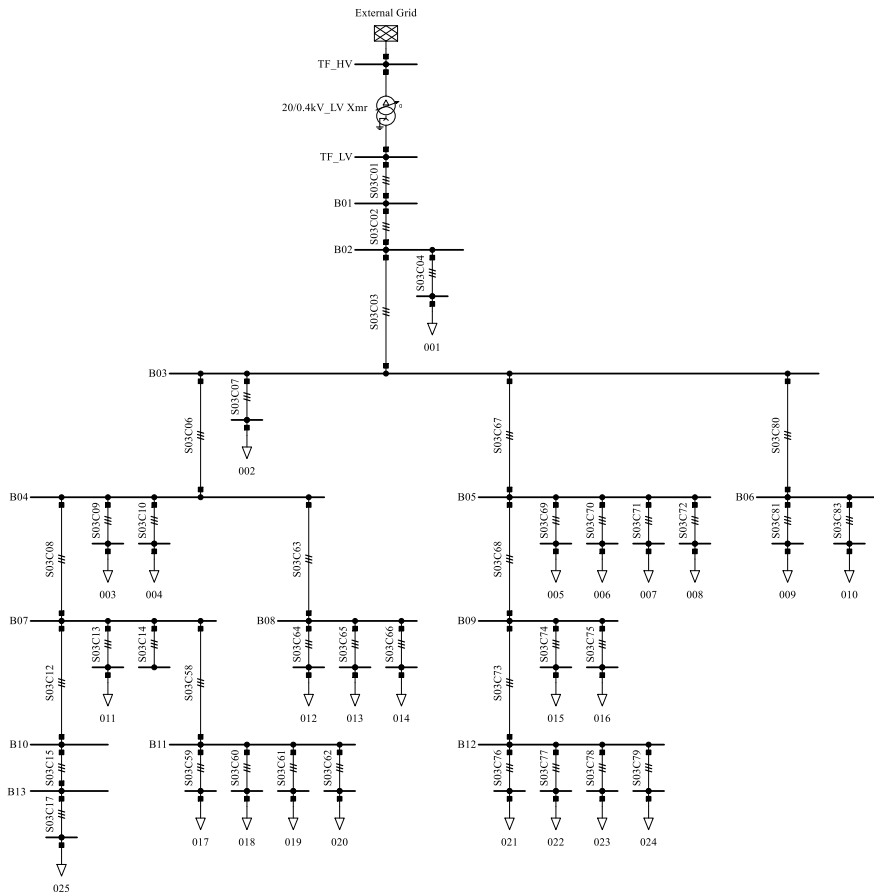 External Grid
TF_HV
20/0.4kV_LV Xmr
0
TF_LV
S03C01
B01
S03C02
B02
S03C03
S03C04
001
B03
S03C06
S03C07
S03C67
S03C80
002
B04
B05
B06
S03C08
S03C09
S03C10
S03C63
S03C68
S03C69
S03C70
S03C71
S03C72
S03C81
S03C83
003
004
005
006
007
008
009
010
B07
B08
B09
S03C12
S03C13
S03C14
S03C58
S03C64
S03C65
S03C66
S03C73
S03C74
S03C75
011
012
013
014
015
016
B10
B11
B12
S03C15
S03C59
S03C60
S03C61
S03C62
S03C76
S03C77
S03C78
S03C79
B13
S03C17
017
018
019
020
021
022
023
024
025